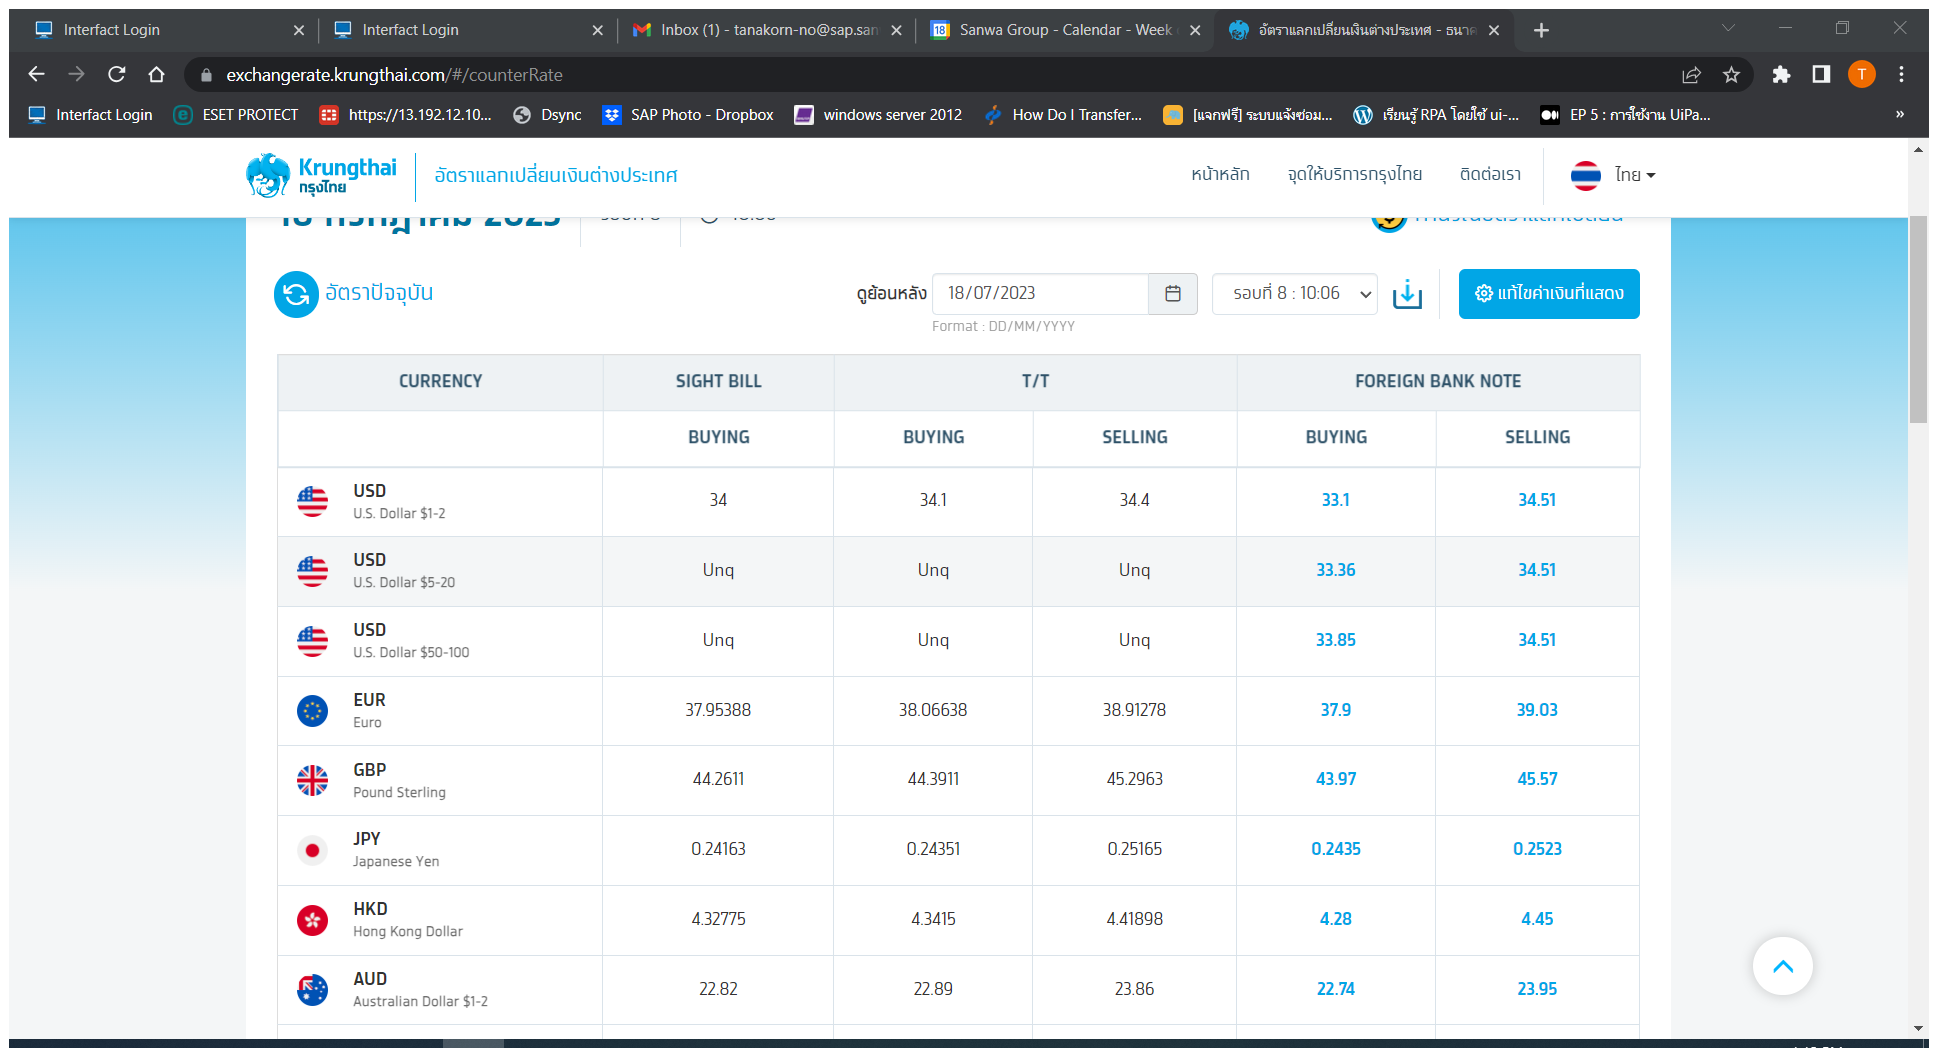 Interfact Login
Interfact Login
Inbox (1) - tanakorn-no@sap.san
Sanwa Group - Calendar - Week
อัตราแลกเปลี่ยนเงินต่างประเทศ - ธนาค
exchangerate.krungthai.com/#/counterRate
T
Interfact Login
ESET PROTECT
https://13.192.12.10...
Dsync
SAP Photo - Dropbox
windows server 2012
How Do I Transfer...
[แจกฟรี] ระบบแจ้งซ่อม...
เรียนรู้ RPA โดยใช้ ui-...
EP 5 : การใช้งาน UiPa...
»
Krungthai
กรุงไทย
อัตราแลกเปลี่ยนเงินต่างประเทศ
หน้าหลัก
จุดให้บริการกรุงไทย
ติดต่อเรา
ไทย
อัตราปัจจุบัน
ดูย้อนหลัง
18/07/2023
รอบที่ 8 : 10:06
แก้ไขค่าเงินที่แสดง
Format : DD/MM/YYYY
CURRENCY SIGHT BILL T/T FOREIGN BANK NOTE
BUYING BUYING SELLING BUYING SELLING
USD
U.S. Dollar $1-2
34 34.1 34.4 33.1 34.51
USD
U.S. Dollar $5-20
Unq Unq Unq 33.36 34.51
USD
U.S. Dollar $50-100
Unq Unq Unq 33.85 34.51
EUR
Euro
37.95388 38.06638 38.91278 37.9 39.03
GBP
Pound Sterling
44.2611 44.3911 45.2963 43.97 45.57
JPY
Japanese Yen
0.24163 0.24351 0.25165 0.2435 0.2523
HKD
Hong Kong Dollar
4.32775 4.3415 4.41898 4.28 4.45
AUD
Australian Dollar $1-2
22.82 22.89 23.86 22.74 23.95